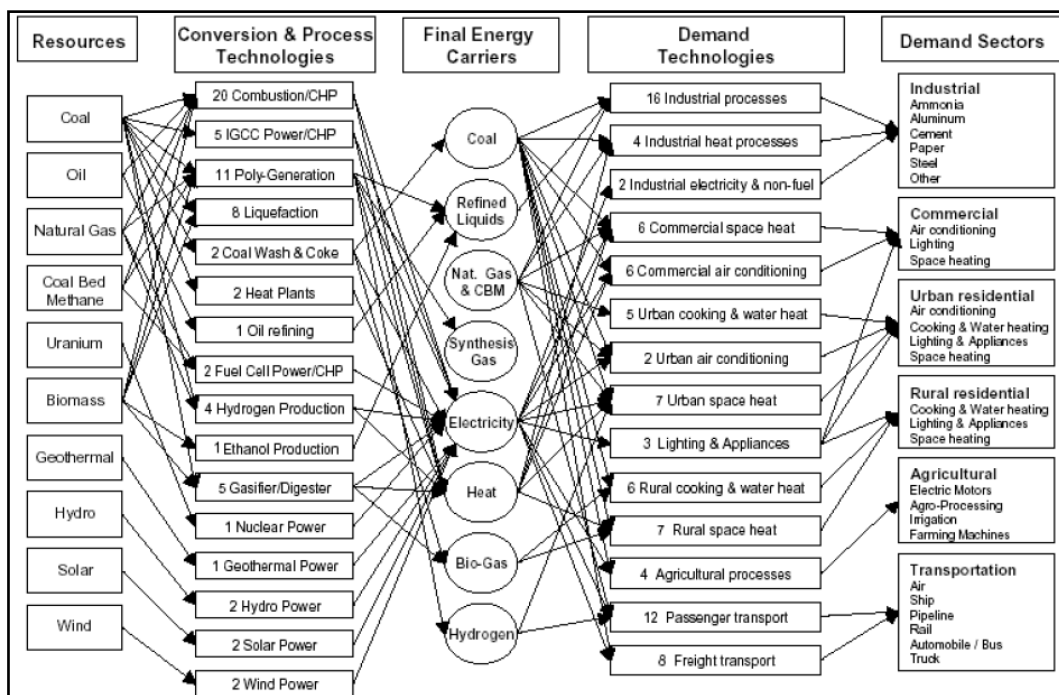 Resources
Conversion & Process
Technologies
Final Energy
Carriers
Demand
Technologies
Demand Sectors
Coal
Oil
Natural Gas
Coal Bed
Methane
Uranium
Biomass
Geothermal
Hydro
Solar
Wind
20 Combustion/CHP
5 IGCC Power/CHP
11 Poly-Generation
8 Liquefaction
2 Coal Wash & Coke
2 Heat Plants
1 Oil refining
2 Fuel Cell Power/CHP
4 Hydrogen Production
1 Ethanol Production
5 Gasifier/Digester
1 Nuclear Power
1 Geothermal Power
2 Hydro Power
2 Solar Power
2 Wind Power
Coal
Refined
Liquids
Nat. Gas
& CBM
Synthesis
Gas
Electricity
Heat
Bio-Gas
Hydrogen
16 Industrial processes
4 Industrial heat processes
2 Industrial electricity & non-fuel
6 Commercial space heat
6 Commercial air conditioning
5 Urban cooking & water heat
2 Urban air conditioning
7 Urban space heat
3 Lighting & Appliances
6 Rural cooking & water heat
7 Rural space heat
4 Agricultural processes
12 Passenger transport
8 Freight transport
Industrial
Ammonia
Aluminum
Cement
Paper
Steel
Other
Commercial
Air conditioning
Lighting
Space heating
Urban residential
Air conditioning
Cooking & Water heating
Lighting & Appliances
Space heating
Rural residential
Cooking & Water heating
Lighting & Appliances
Space heating
Agricultural
Electric Motors
Agro-Processing
Irrigation
Farming Machines
Transportation
Air
Ship
Pipeline
Rail
Automobile / Bus
Truck